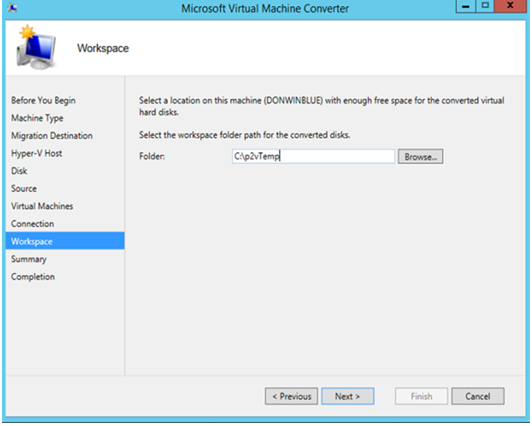 Microsoft Virtual Machine Converter
Workspace
Before You Begin
Machine Type
Migration Destination
Hyper-V Host
Disk
Source
Virtual Machines
Connection
Workspace
Summary
Completion
Select a location on this machine (DONWINBLUE) with enough free space for the converted virtual
hard disks.
Select the workspace folder path for the converted disks.
Folder: C:\p2vTemp Browse...
< Previous Next > Finish Cancel